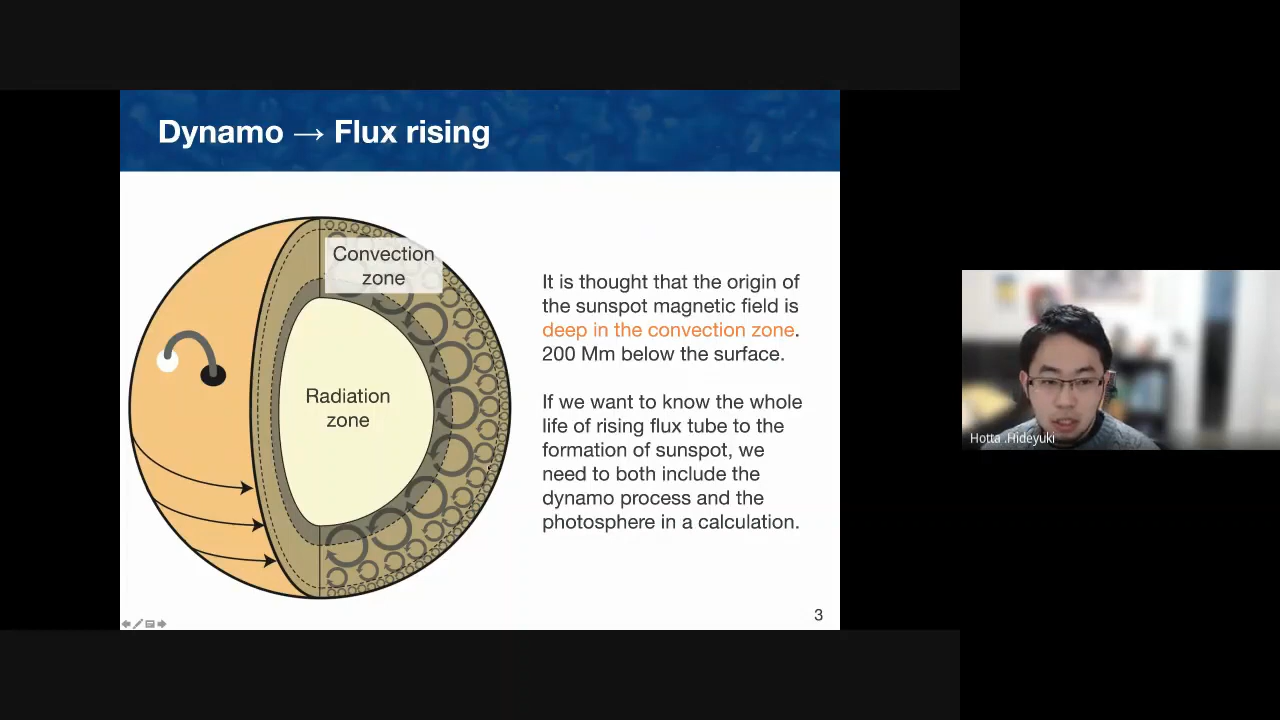 Dynamo → Flux rising
Convection
zone
Radiation
zone
It is thought that the origin of
the sunspot magnetic field is
deep in the convection zone.
200 Mm below the surface.
If we want to know the whole
life of rising flux tube to the
formation of sunspot, we
need to both include the
dynamo process and the
photosphere in a calculation.
3
Hotta .Hideyuki